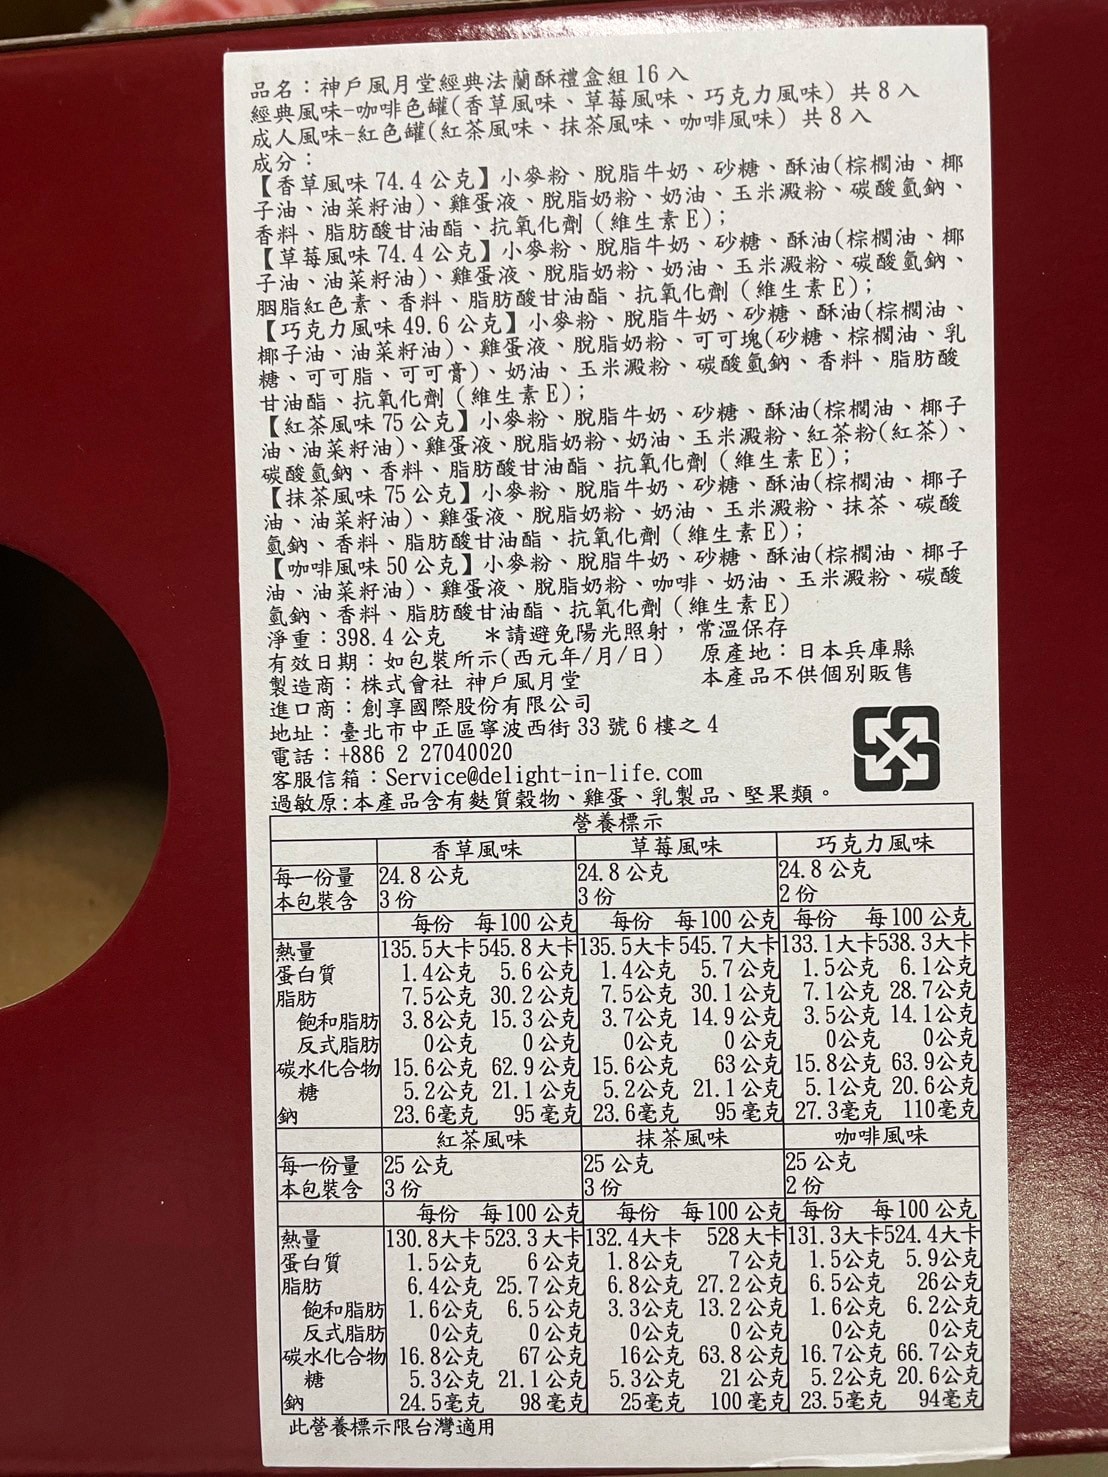 品名：神戶風月堂經典法蘭酥禮盒組 16 入
經典風味-咖啡色罐(香草風味、草莓風味、巧克力風味) 共 8 入
成人風味-紅色罐(紅茶風味、抹茶風味、咖啡風味) 共 8 入
成分：
【香草風味 74.4 公克】小麥粉、脫脂牛奶、砂糖、酥油(棕櫚油、椰
子油、油菜籽油)、雞蛋液、脫脂奶粉、奶油、玉米澱粉、碳酸氫鈉、
香料、脂肪酸甘油酯、抗氧化劑（維生素 E)；
【草莓風味 74.4 公克】小麥粉、脫脂牛奶、砂糖、酥油(棕櫚油、椰
子油、油菜籽油)、雞蛋液、脫脂奶粉、奶油、玉米澱粉、碳酸氫鈉、
胭脂紅色素、香料、脂肪酸甘油酯、抗氧化劑（維生素 E)；
【巧克力風味 49.6 公克】小麥粉、脫脂牛奶、砂糖、酥油(棕櫚油、
椰子油、油菜籽油)、雞蛋液、脫脂奶粉、可可塊(砂糖、棕櫚油、乳
糖、可可脂、可可膏)、奶油、玉米澱粉、碳酸氫鈉、香料、脂肪酸
甘油酯、抗氧化劑（維生素 E)；
【紅茶風味 75 公克】小麥粉、脫脂牛奶、砂糖、酥油(棕櫚油、椰子
油、油菜籽油)、雞蛋液、脫脂奶粉、奶油、玉米澱粉、紅茶粉(紅茶)、
碳酸氫鈉、香料、脂肪酸甘油酯、抗氧化劑（維生素 E)；
【抹茶風味 75 公克】小麥粉、脫脂牛奶、砂糖、酥油(棕櫚油、椰子
油、油菜籽油)、雞蛋液、脫脂奶粉、奶油、玉米澱粉、抹茶、碳酸
氫鈉、香料、脂肪酸甘油酯、抗氧化劑（維生素 E)；
【咖啡風味 50 公克】小麥粉、脫脂牛奶、砂糖、酥油(棕櫚油、椰子
油、油菜籽油)、雞蛋液、脫脂奶粉、咖啡、奶油、玉米澱粉、碳酸
氫鈉、香料、脂肪酸甘油酯、抗氧化劑（維生素 E)
淨重：398.4 公克 ＊請避免陽光照射，常溫保存
有效日期：如包裝所示(西元年/月/日) 原產地：日本兵庫縣
製造商：株式會社 神戶風月堂 本產品不供個別販售
進口商：創享國際股份有限公司
地址：臺北市中正區寧波西街 33 號 6 樓之 4
電話：+886 2 27040020
客服信箱：Service@delight-in-life.com
過敏原:本產品含有麩質穀物、雞蛋、乳製品、堅果類。
營養標示
香草風味 草莓風味 巧克力風味
每一份量 24.8 公克 24.8 公克 24.8 公克
本包裝含 3 份 3 份 2 份
每份 每 100 公克 每份 每 100 公克 每份 每 100 公克
熱量 135.5大卡 545.8 大卡 135.5大卡 545.7 大卡 133.1大卡 538.3大卡
蛋白質 1.4公克 5.6 公克 1.4公克 5.7 公克 1.5公克 6.1公克
脂肪 7.5公克 30.2 公克 7.5公克 30.1 公克 7.1公克 28.7公克
飽和脂肪 3.8公克 15.3 公克 3.7公克 14.9 公克 3.5公克 14.1公克
反式脂肪 0公克 0 公克 0公克 0 公克 0公克 0公克
碳水化合物 15.6公克 62.9 公克 15.6公克 63 公克 15.8公克 63.9公克
糖 5.2公克 21.1 公克 5.2公克 21.1 公克 5.1公克 20.6公克
鈉 23.6毫克 95 毫克 23.6毫克 95 毫克 27.3毫克 110毫克
紅茶風味 抹茶風味 咖啡風味
每一份量 25 公克 25 公克 25 公克
本包裝含 3 份 3 份 2 份
每份 每 100 公克 每份 每 100 公克 每份 每 100 公克
熱量 130.8大卡 523.3 大卡 132.4大卡 528 大卡 131.3大卡 524.4大卡
蛋白質 1.5公克 6 公克 1.8公克 7 公克 1.5公克 5.9公克
脂肪 6.4公克 25.7 公克 6.8公克 27.2 公克 6.5公克 26公克
飽和脂肪 1.6公克 6.5 公克 3.3公克 13.2 公克 1.6公克 6.2公克
反式脂肪 0公克 0 公克 0公克 0 公克 0公克 0公克
碳水化合物 16.8公克 67 公克 16公克 63.8 公克 16.7公克 66.7公克
糖 5.3公克 21.1 公克 5.3公克 21 公克 5.2公克 20.6公克
鈉 24.5毫克 98 毫克 25毫克 100 毫克 23.5毫克 94毫克
此營養標示限台灣適用